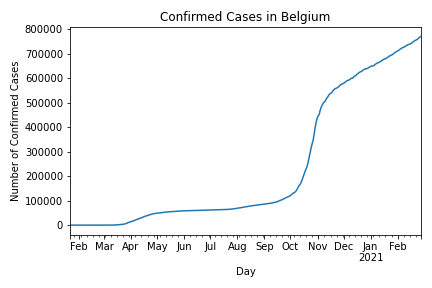 Confirmed Cases in Belgium
800000
700000
600000
500000
400000
300000
200000
100000
0
Number of Confirmed Cases
Feb Mar Apr May Jun Jul Aug Sep Oct Nov Dec Jan Feb
2021
Day